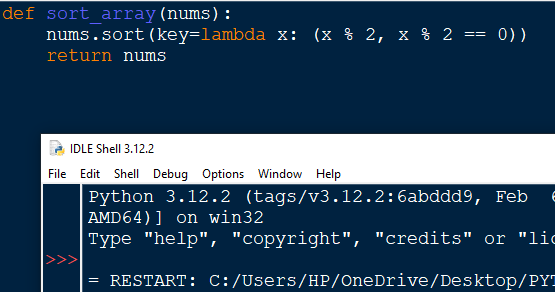 def sort_array(nums):
    nums.sort(key=lambda x: (x % 2, x % 2 == 0))
    return nums
IDLE Shell 3.12.2
File Edit Shell Debug Options Window Help
Python 3.12.2 (tags/v3.12.2:6abddd9, Feb 6
AMD64)] on win32
Type "help", "copyright", "credits" or "lic
>>>
= RESTART: C:/Users/HP/OneDrive/Desktop/PYT